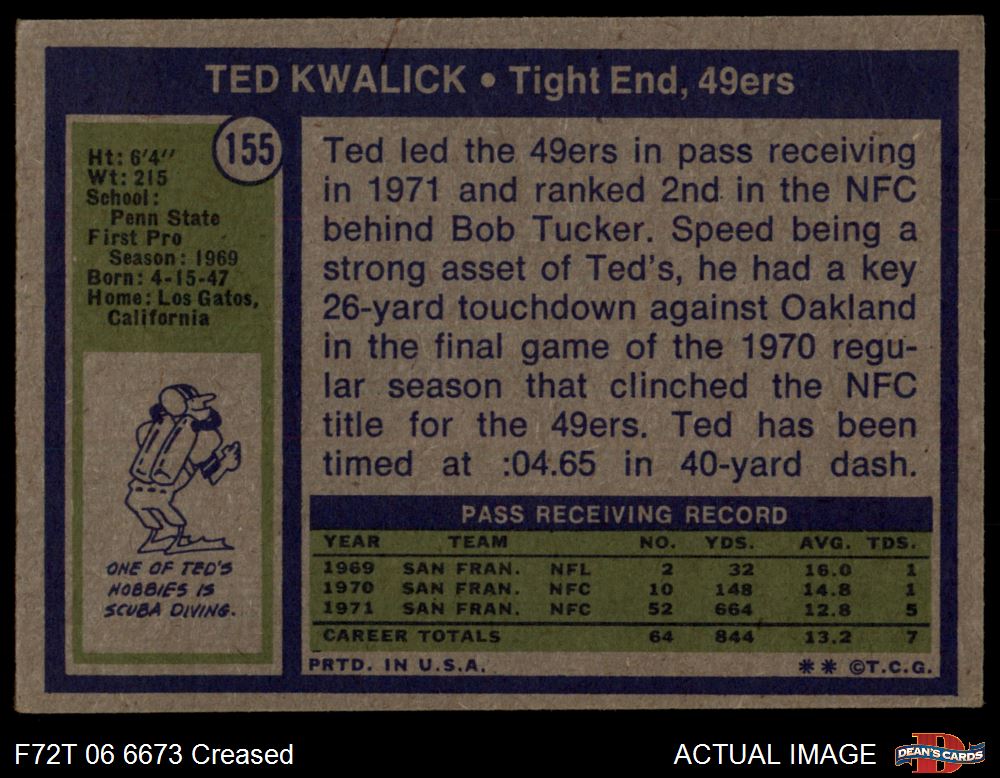 TED KWALICK • Tight End, 49ers
155
Ht: 6'4"
Wt: 215
School:
Penn State
First Pro
Season: 1969
Born: 4-15-47
Home: Los Gatos,
California
ONE OF TED'S
HOBBIES IS
SCUBA DIVING.
Ted led the 49ers in pass receiving
in 1971 and ranked 2nd in the NFC
behind Bob Tucker. Speed being a
strong asset of Ted's, he had a key
26-yard touchdown against Oakland
in the final game of the 1970 regu-
lar season that clinched the NFC
title for the 49ers. Ted has been
timed at :04.65 in 40-yard dash.
PASS RECEIVING RECORD
YEAR TEAM NO. YDS. AVG. TDS.
1969 SAN FRAN. NFL 2 32 16.0 1
1970 SAN FRAN. NFC 10 148 14.8 1
1971 SAN FRAN. NFC 52 664 12.8 5
CAREER TOTALS 64 844 13.2 7
PRTD. IN U.S.A. ** ©T.C.G.
F72T 06 6673 Creased
ACTUAL IMAGE
DEAN'S CARDS